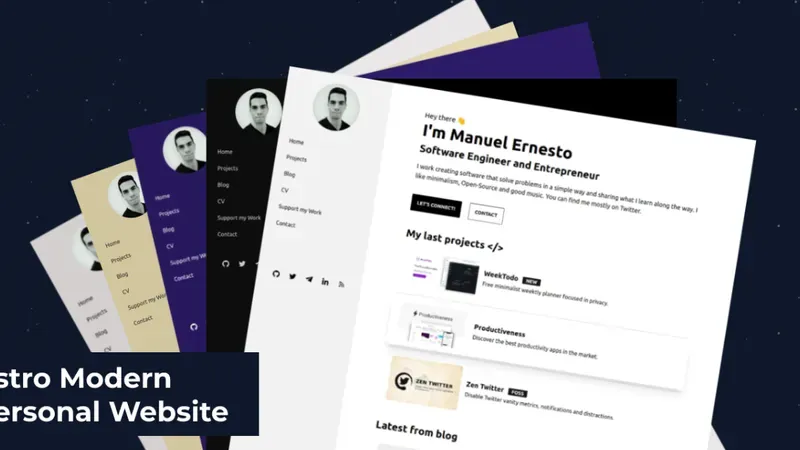 Hey there 👋
I'm Manuel Ernesto
Software Engineer and Entrepreneur
I work creating software that solve problems in a simple way and sharing what I learn along the way. I
like minimalism, Open-Source and good music. You can find me mostly on Twitter.
LET'S CONNECT!
CONTACT
My last projects </>
WeekTodo NEW
Free minimalist weektly planner focused in privacy.
Productiveness
Productiveness
Discover the best productivity apps in the market.
ZEN TWITTER
Zen Twitter FOSS
Disable Twitter vanity metrics, notifications and distractions.
Latest from blog
Home
Projects
Blog
CV
Support my Work
Contact
Home
Projects
Blog
CV
Support my Work
Contact
Home
Projects
Blog
CV
Support my W
Contact
Home
Projects
Blog
CV
Support my Wo
Contact
Home
Projects
Blog
CV
Support
Contact
stro Modern
ersonal Website